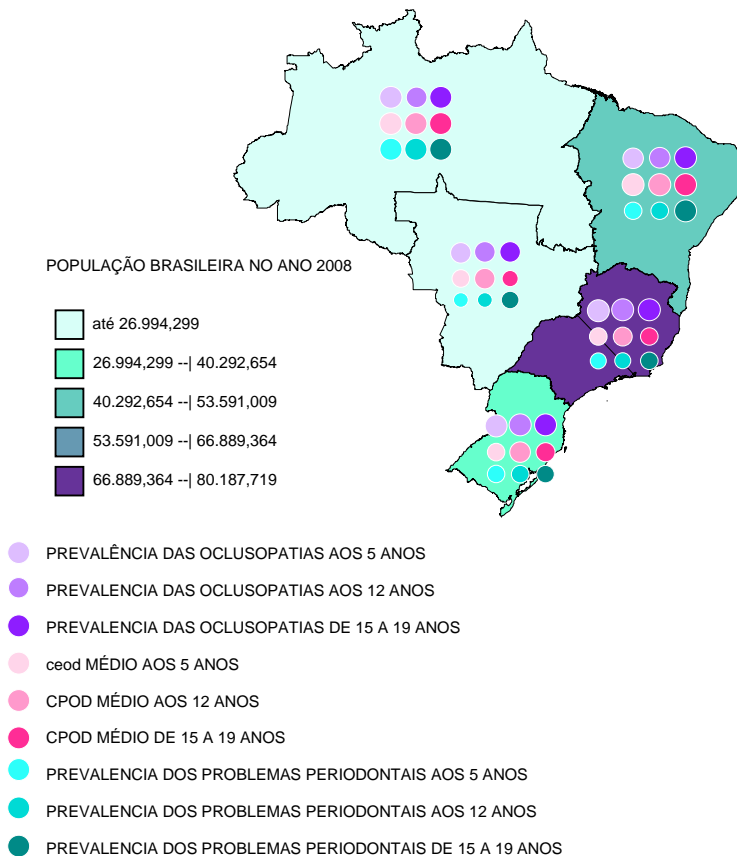 POPULAÇÃO BRASILEIRA NO ANO 2008
até 26.994,299
26.994,299 --| 40.292,654
40.292,654 --| 53.591,009
53.591,009 --| 66.889,364
66.889,364 --| 80.187,719
PREVALÊNCIA DAS OCLUSOPATIAS AOS 5 ANOS
PREVALENCIA DAS OCLUSOPATIAS AOS 12 ANOS
PREVALENCIA DAS OCLUSOPATIAS DE 15 A 19 ANOS
ceod MÉDIO AOS 5 ANOS
CPOD MÉDIO AOS 12 ANOS
CPOD MÉDIO DE 15 A 19 ANOS
PREVALENCIA DOS PROBLEMAS PERIODONTAIS AOS 5 ANOS
PREVALENCIA DOS PROBLEMAS PERIODONTAIS AOS 12 ANOS
PREVALENCIA DOS PROBLEMAS PERIODONTAIS DE 15 A 19 ANOS